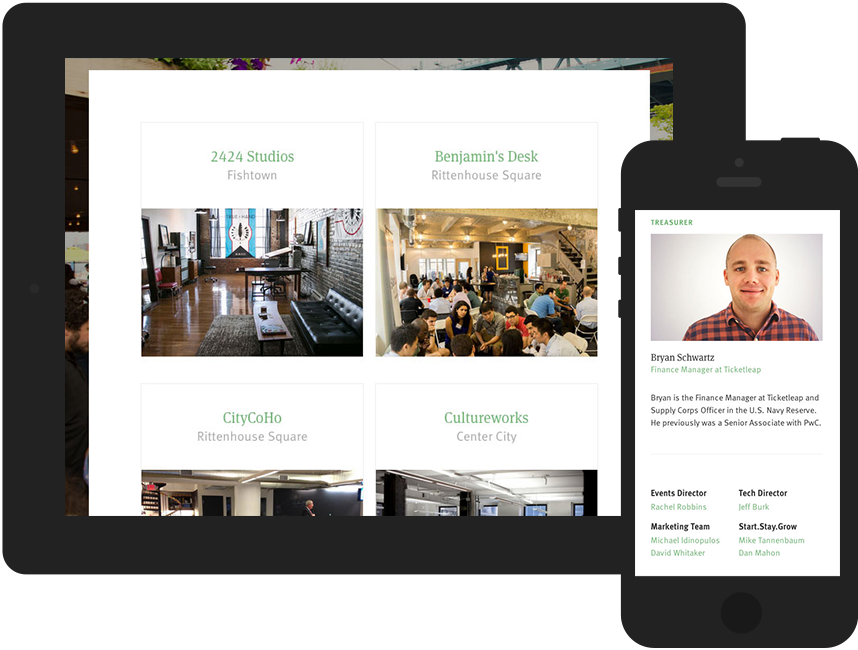 2424 Studios
Fishtown
Benjamin's Desk
Rittenhouse Square
CityCoHo
Rittenhouse Square
Cultureworks
Center City
TREASURER
Bryan Schwartz
Finance Manager at Ticketleap
Bryan is the Finance Manager at Ticketleap and
Supply Corps Officer in the U.S. Navy Reserve.
He previously was a Senior Associate with PwC.
Events Director
Rachel Robbins
Tech Director
Jeff Burk
Marketing Team
Michael Idinopulos
David Whitaker
Start.Stay.Grow
Mike Tannenbaum
Dan Mahon